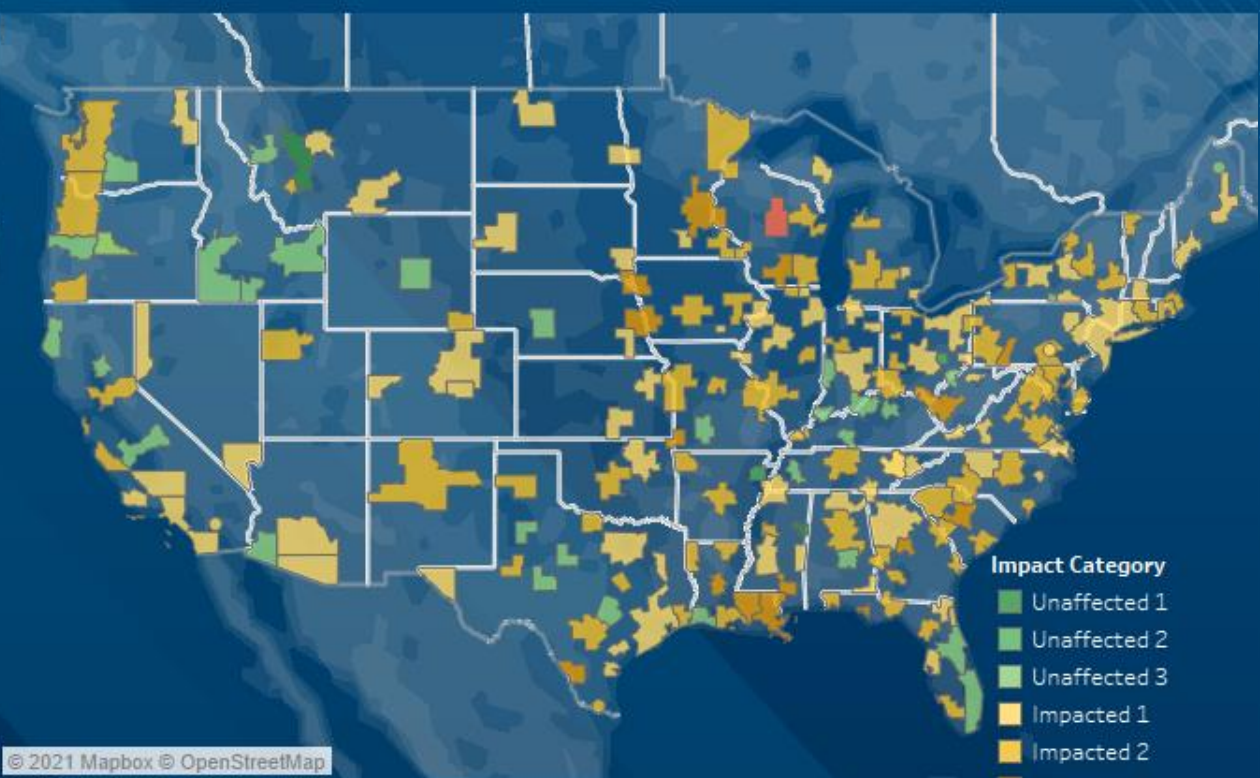 Impact Category
Unaffected 1
Unaffected 2
Unaffected 3
Impacted 1
Impacted 2
© 2021 Mapbox © OpenStreetMap